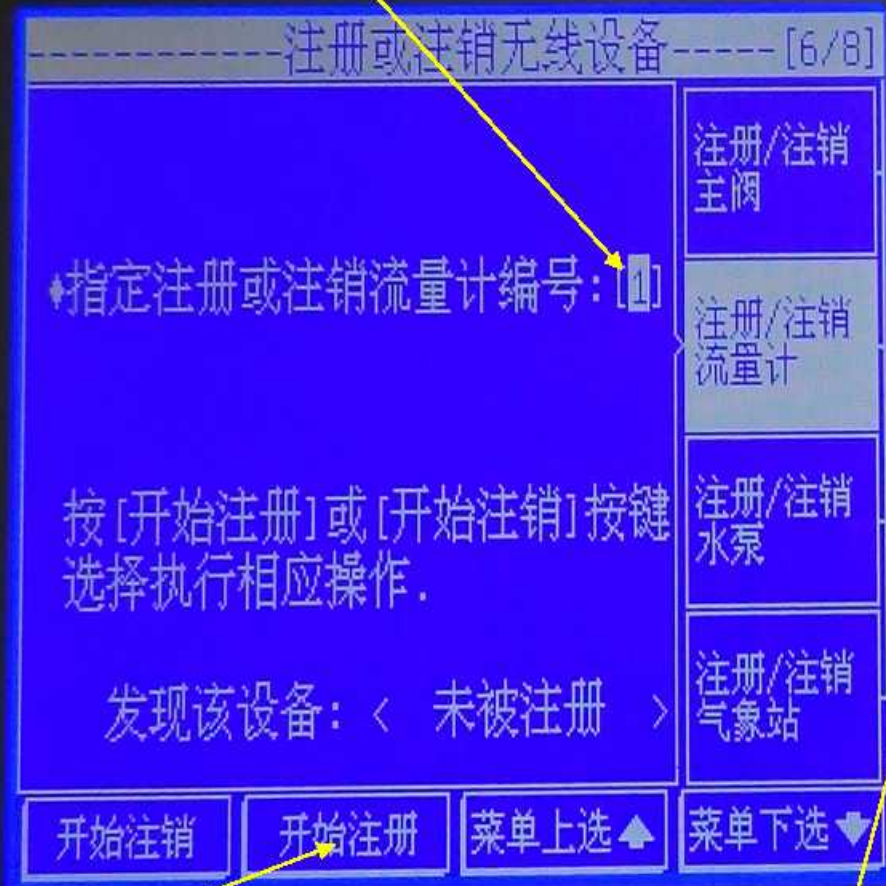 ------------注册或注销无线设备-----[6/8]
♦指定注册或注销流量计编号:[1]
按[开始注册]或[开始注销]按键
选择执行相应操作.
发现该设备:< 未被注册 >
注册/注销
主阀
注册/注销
流量计
注册/注销
水泵
注册/注销
气象站
开始注销
开始注册
菜单上选
菜单下选